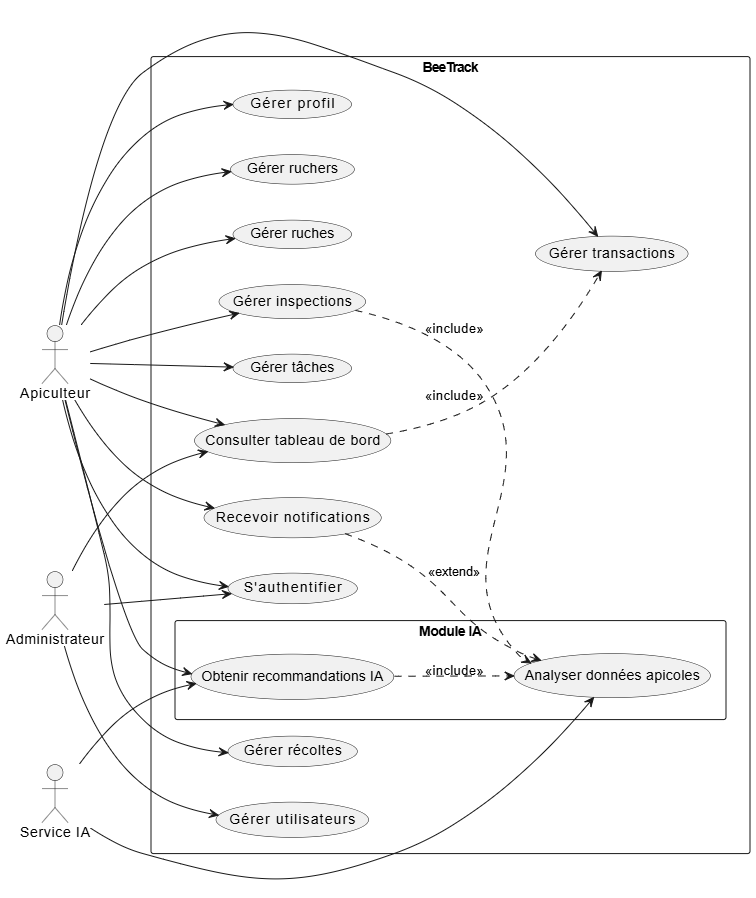 BeeTrack
Gérer profil
Gérer ruchers
Gérer ruches
Gérer transactions
Gérer inspections
«include»
Gérer tâches
Apiculteur
«include»
Consulter tableau de bord
Recevoir notifications
«extend»
S'authentifier
Administrateur
Module IA
Obtenir recommandations IA
«include»
Analyser données apicoles
Gérer récoltes
Service IA
Gérer utilisateurs